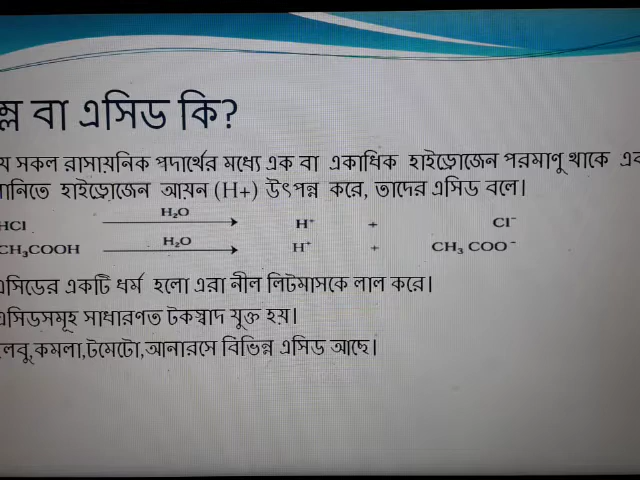 ম্ল বা এসিড কি?
য সকল রাসায়নিক পদার্থের মধ্যে এক বা একাধিক হাইড্রোজেন পরমাণু থাকে এব
পানিতে হাইড্রোজেন আয়ন (H+) উৎপন্ন করে, তাদের এসিড বলে।
HCl H₂O H⁺ + Cl⁻
CH₃COOH H₂O H⁺ + CH₃ COO⁻
এসিডের একটি ধর্ম হলো এরা নীল লিটমাসকে লাল করে।
এসিডসমূহ সাধারণত টকস্বাদ যুক্ত হয়।
লেবু,কমলা,টমেটো,আনারসে বিভিন্ন এসিড আছে।